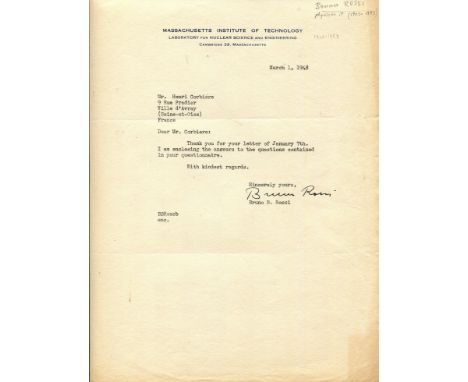 Bruno ROSSI
MASSACHUSETTS INSTITUTE OF TECHNOLOGY
LABORATORY FOR NUCLEAR SCIENCE AND ENGINEERING
CAMBRIDGE 39, MASSACHUSETTS
March 1, 1948
Mr. Henri Corbiere
9 Rue Pradier
Ville d'Avray
(Seine-et-Oise)
France
Dear Mr. Corbiere:
Thank you for your letter of January 7th.
I am enclosing the answers to the questions contained
in your questionnaire.
With kindest regards.
Sincerely yours,
Bruno Rossi
Bruno B. Rossi
enc.